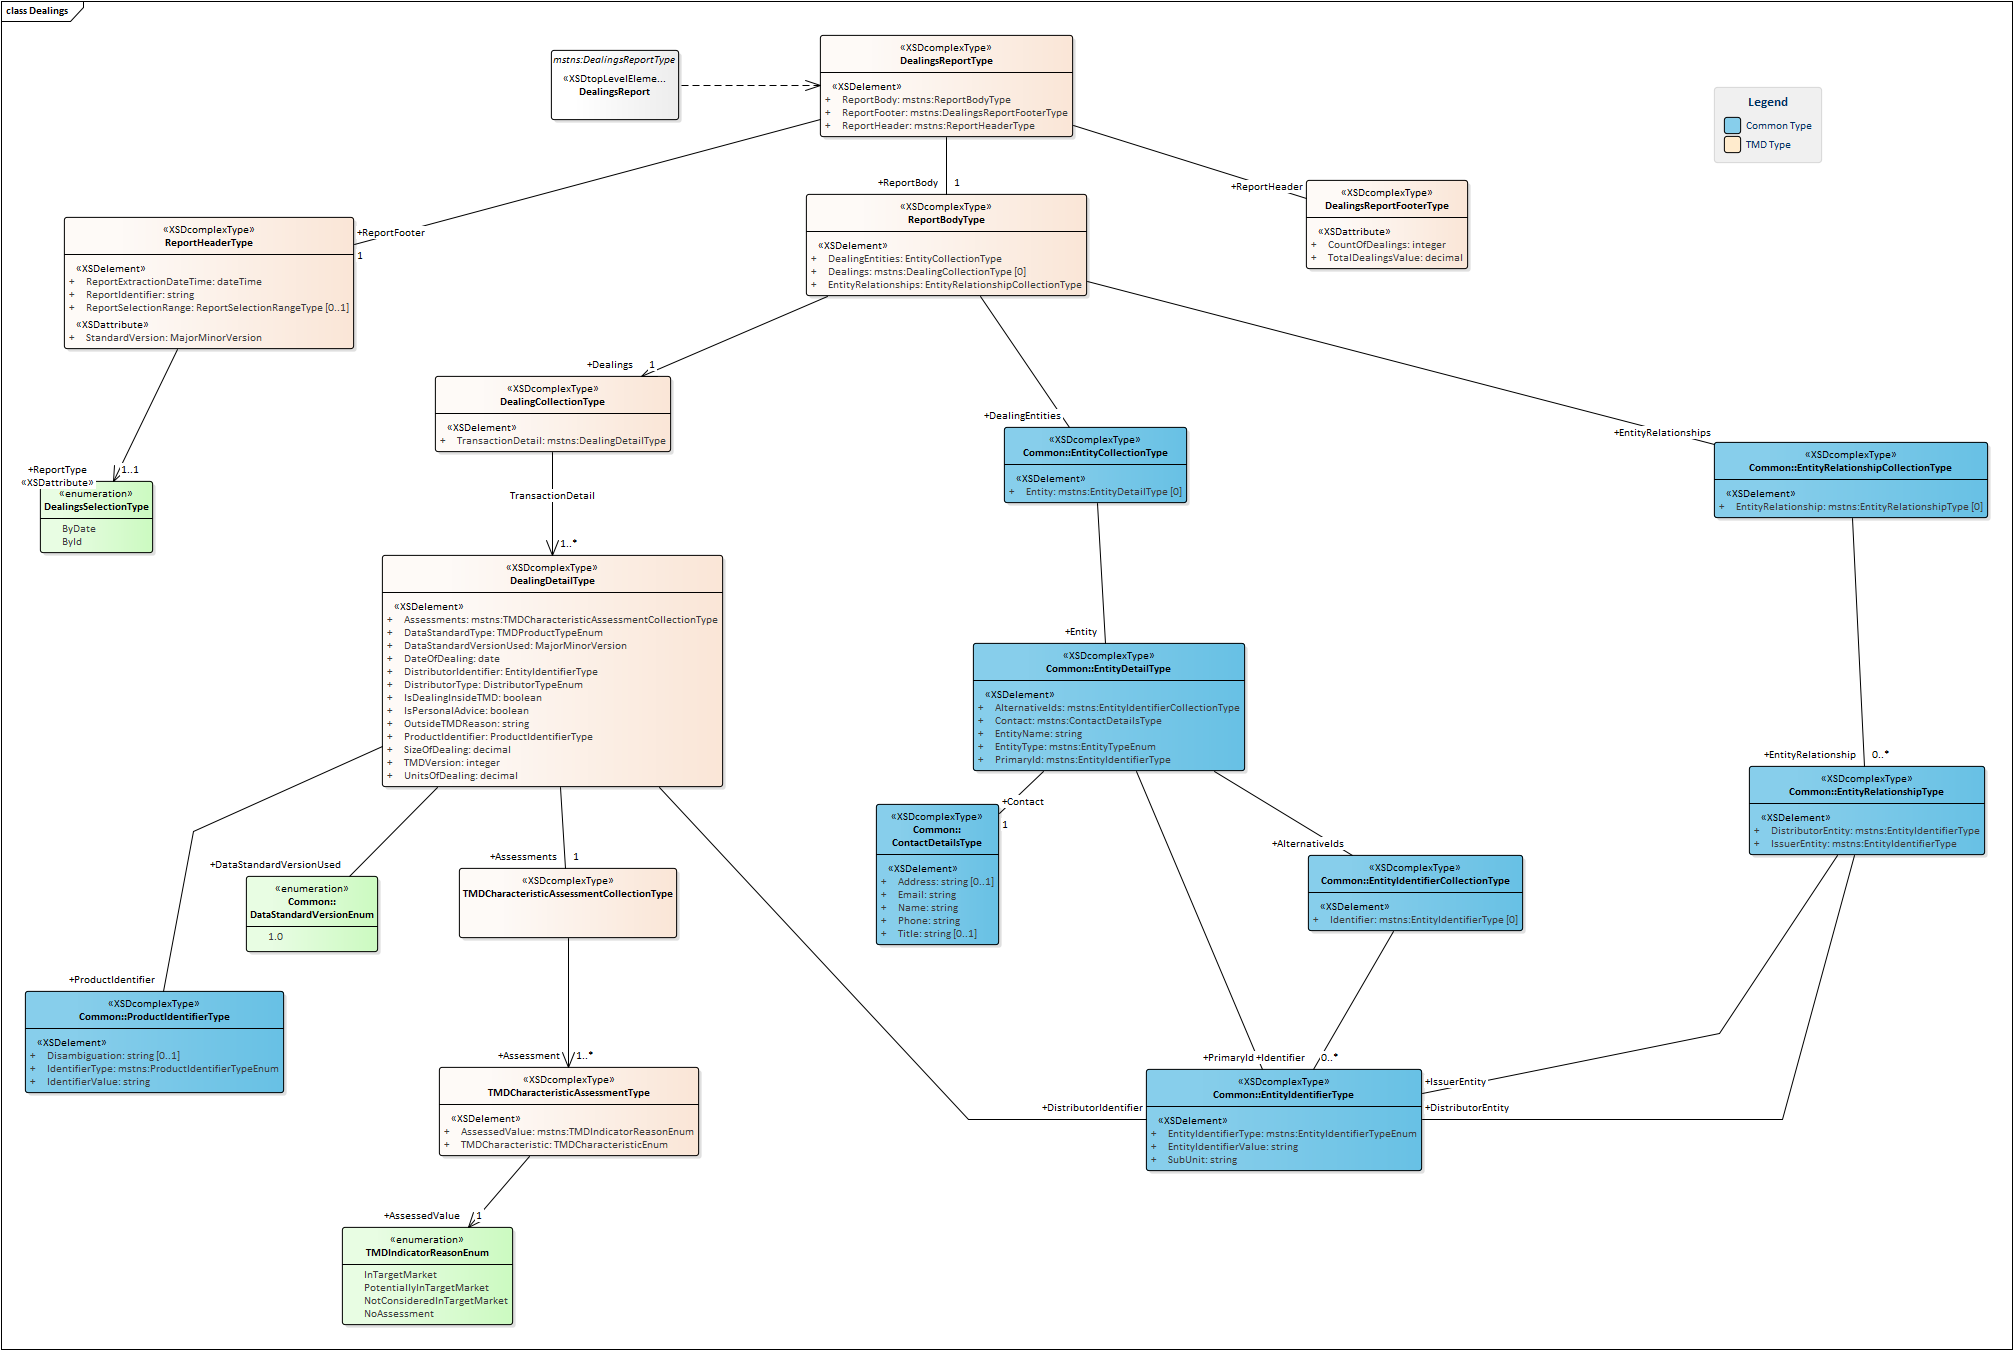 class Dealings
mstns:DealingsReportType
«XSDtopLevelEleme...
DealingsReport
«XSDcomplexType»
DealingsReportType
«XSDelement»
+ ReportBody: mstns:ReportBodyType
+ ReportFooter: mstns:DealingsReportFooterType
+ ReportHeader: mstns:ReportHeaderType
Legend
Common Type
TMD Type
+ReportBody 1
+ReportHeader
+ReportFooter
1
«XSDcomplexType»
DealingsReportFooterType
«XSDattribute»
+ CountOfDealings: integer
+ TotalDealingsValue: decimal
«XSDcomplexType»
ReportBodyType
«XSDelement»
+ DealingEntities: EntityCollectionType
+ Dealings: mstns:DealingCollectionType [0]
+ EntityRelationships: EntityRelationshipCollectionType
«XSDcomplexType»
ReportHeaderType
«XSDelement»
+ ReportExtractionDateTime: dateTime
+ ReportIdentifier: string
+ ReportSelectionRange: ReportSelectionRangeType [0..1]
«XSDattribute»
+ StandardVersion: MajorMinorVersion
+Dealings 1
+DealingEntities
+EntityRelationships
«XSDcomplexType»
DealingCollectionType
«XSDelement»
+ TransactionDetail: mstns:DealingDetailType
«XSDcomplexType»
Common::EntityCollectionType
«XSDelement»
+ Entity: mstns:EntityDetailType [0]
«XSDcomplexType»
Common::EntityRelationshipCollectionType
«XSDelement»
+ EntityRelationship: mstns:EntityRelationshipType [0]
+ReportType 1..1
«XSDattribute»
«enumeration»
DealingsSelectionType
ByDate
ById
TransactionDetail
1..*
«XSDcomplexType»
DealingDetailType
«XSDelement»
+ Assessments: mstns:TMDCharacteristicAssessmentCollectionType
+ DataStandardType: TMDProductTypeEnum
+ DataStandardVersionUsed: MajorMinorVersion
+ DateOfDealing: date
+ DistributorIdentifier: EntityIdentifierType
+ DistributorType: DistributorTypeEnum
+ IsDealingInsideTMD: boolean
+ IsPersonalAdvice: boolean
+ OutsideTMDReason: string
+ ProductIdentifier: ProductIdentifierType
+ SizeOfDealing: decimal
+ TMDVersion: integer
+ UnitsOfDealing: decimal
+Entity
«XSDcomplexType»
Common::EntityDetailType
«XSDelement»
+ AlternativeIds: mstns:EntityIdentifierCollectionType
+ Contact: mstns:ContactDetailsType
+ EntityName: string
+ EntityType: mstns:EntityTypeEnum
+ PrimaryId: mstns:EntityIdentifierType
+EntityRelationship 0..*
«XSDcomplexType»
Common::EntityRelationshipType
«XSDelement»
+ DistributorEntity: mstns:EntityIdentifierType
+ IssuerEntity: mstns:EntityIdentifierType
+Contact
1
«XSDcomplexType»
Common::
ContactDetailsType
«XSDelement»
+ Address: string [0..1]
+ Email: string
+ Name: string
+ Phone: string
+ Title: string [0..1]
+AlternativeIds
«XSDcomplexType»
Common::EntityIdentifierCollectionType
«XSDelement»
+ Identifier: mstns:EntityIdentifierType [0]
+DataStandardVersionUsed
«enumeration»
Common::
DataStandardVersionEnum
1.0
+Assessments 1
«XSDcomplexType»
TMDCharacteristicAssessmentCollectionType
+ProductIdentifier
«XSDcomplexType»
Common::ProductIdentifierType
«XSDelement»
+ Disambiguation: string [0..1]
+ IdentifierType: mstns:ProductIdentifierTypeEnum
+ IdentifierValue: string
+Assessment 1..*
«XSDcomplexType»
TMDCharacteristicAssessmentType
«XSDelement»
+ AssessedValue: mstns:TMDIndicatorReasonEnum
+ TMDCharacteristic: TMDCharacteristicEnum
+PrimaryId +Identifier 0..*
+IssuerEntity
+DistributorIdentifier
+DistributorEntity
«XSDcomplexType»
Common::EntityIdentifierType
«XSDelement»
+ EntityIdentifierType: mstns:EntityIdentifierTypeEnum
+ EntityIdentifierValue: string
+ SubUnit: string
+AssessedValue 1
«enumeration»
TMDIndicatorReasonEnum
InTargetMarket
PotentiallyInTargetMarket
NotConsideredInTargetMarket
NoAssessment